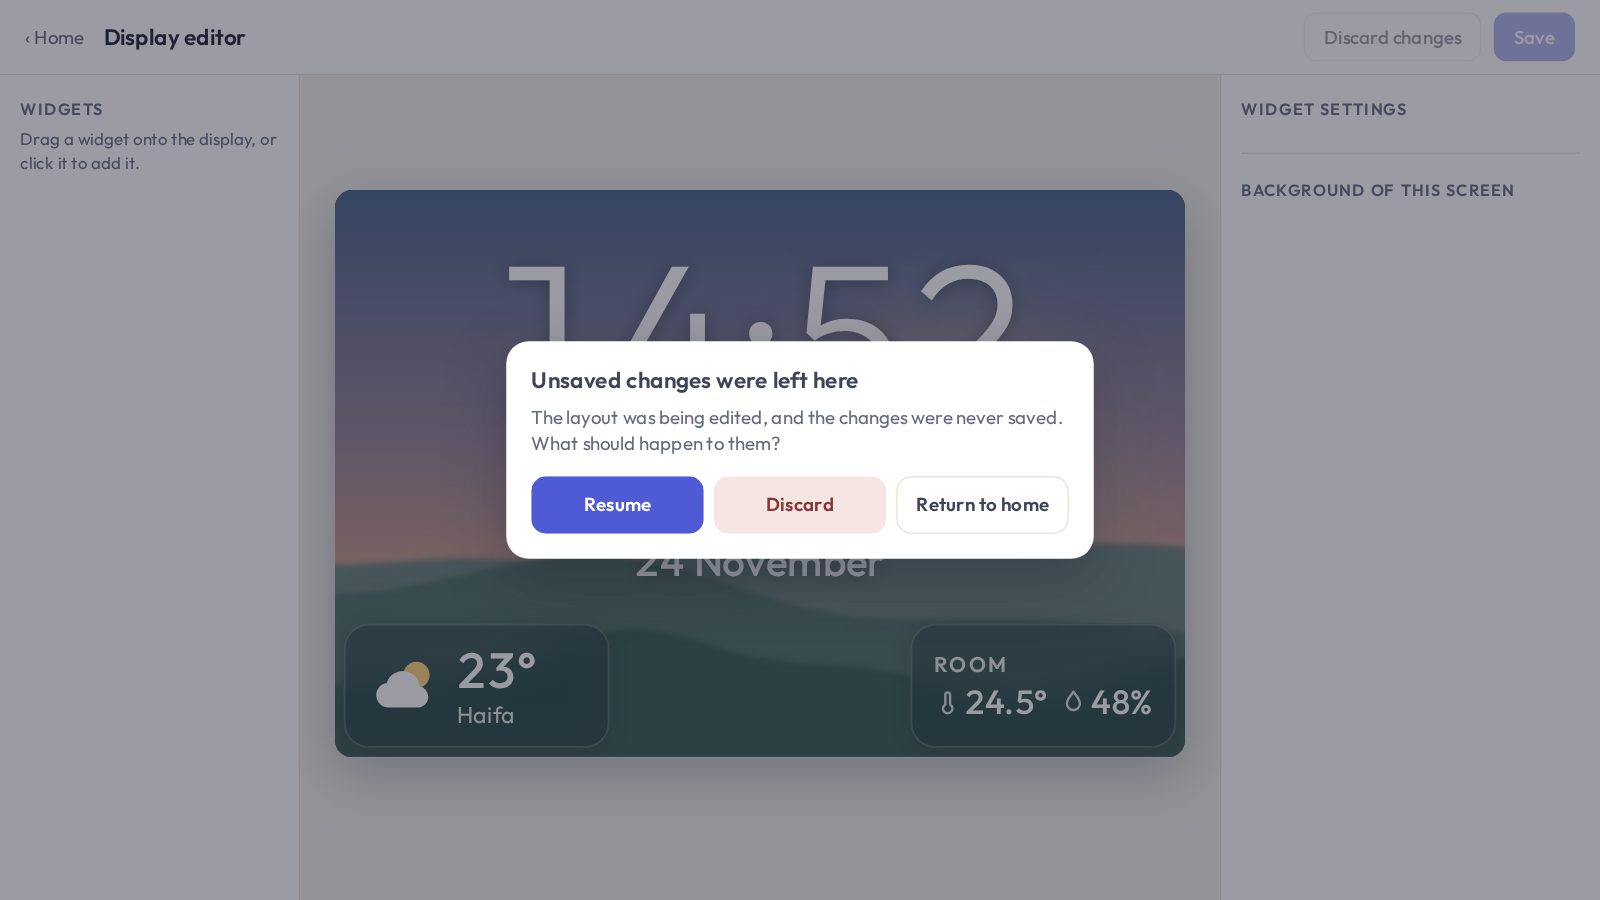 ‹ Home
Display editor
Discard changes
Save
WIDGETS
Drag a widget onto the display, or
click it to add it.
WIDGET SETTINGS
BACKGROUND OF THIS SCREEN
14:52
Unsaved changes were left here
The layout was being edited, and the changes were never saved.
What should happen to them?
Resume
Discard
Return to home
24 November
23°
Haifa
ROOM
24.5° 48%